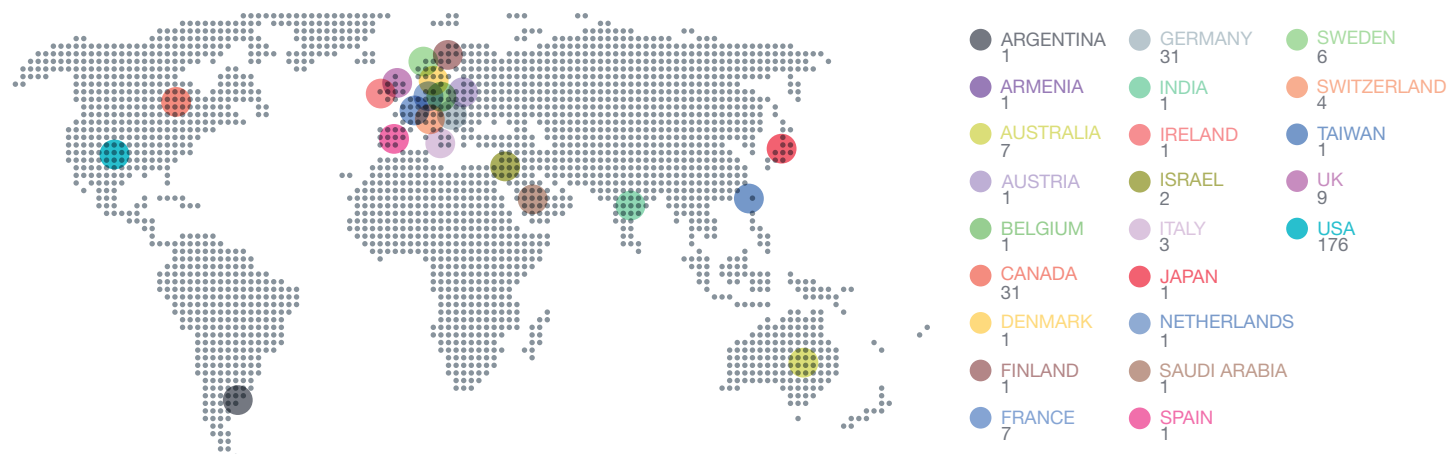 ARGENTINA
1
ARMENIA
1
AUSTRALIA
7
AUSTRIA
1
BELGIUM
1
CANADA
31
DENMARK
1
FINLAND
1
FRANCE
7
GERMANY
31
INDIA
1
IRELAND
1
ISRAEL
2
ITALY
3
JAPAN
1
NETHERLANDS
1
SAUDI ARABIA
1
SPAIN
1
SWEDEN
6
SWITZERLAND
4
TAIWAN
1
UK
9
USA
176